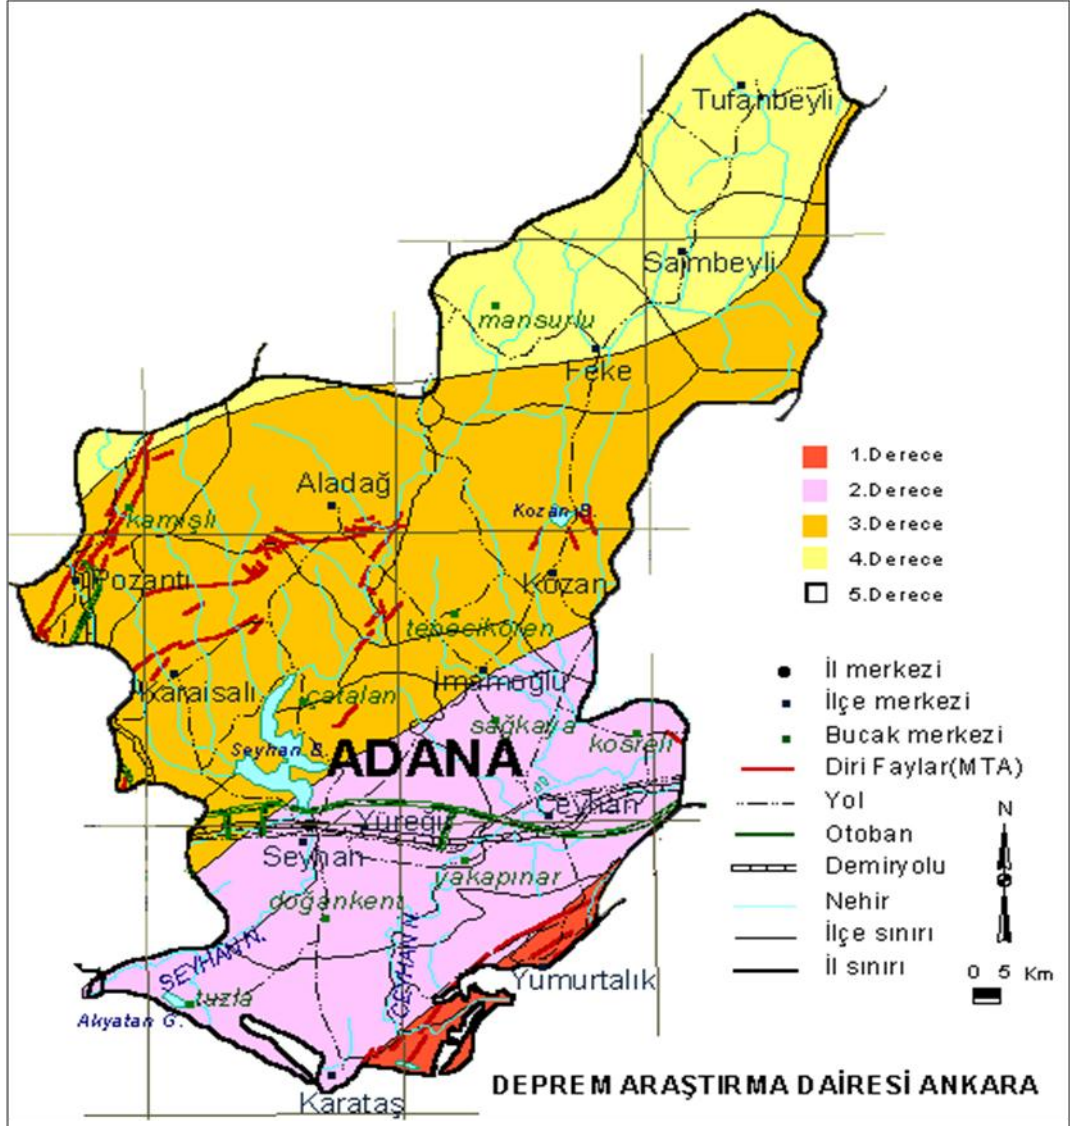 Tufanbeyli
Saimbeyli
mansurlu
Feke
Aladağ
Kozan B.
kamışlı
Pozantı
Kozan
tepecikören
İmamoğlu
Karaisalı
çatalan
sağkaya
kosreli
Seyhan B.
ADANA
Ceyhan
Yüreğir
Seyhan
yakapınar
doğankent
SEYHAN N.
CEYHAN N.
Yumurtalık
tuzla
Akyatan G.
Karataş
1.Derece
2.Derece
3.Derece
4.Derece
5.Derece
İl merkezi
İlçe merkezi
Bucak merkezi
Diri Faylar(MTA)
Yol
Otoban
Demiryolu
Nehir
İlçe sınırı
İl sınırı
N
0 5 Km
DEPREM ARAŞTIRMA DAİRESİ ANKARA